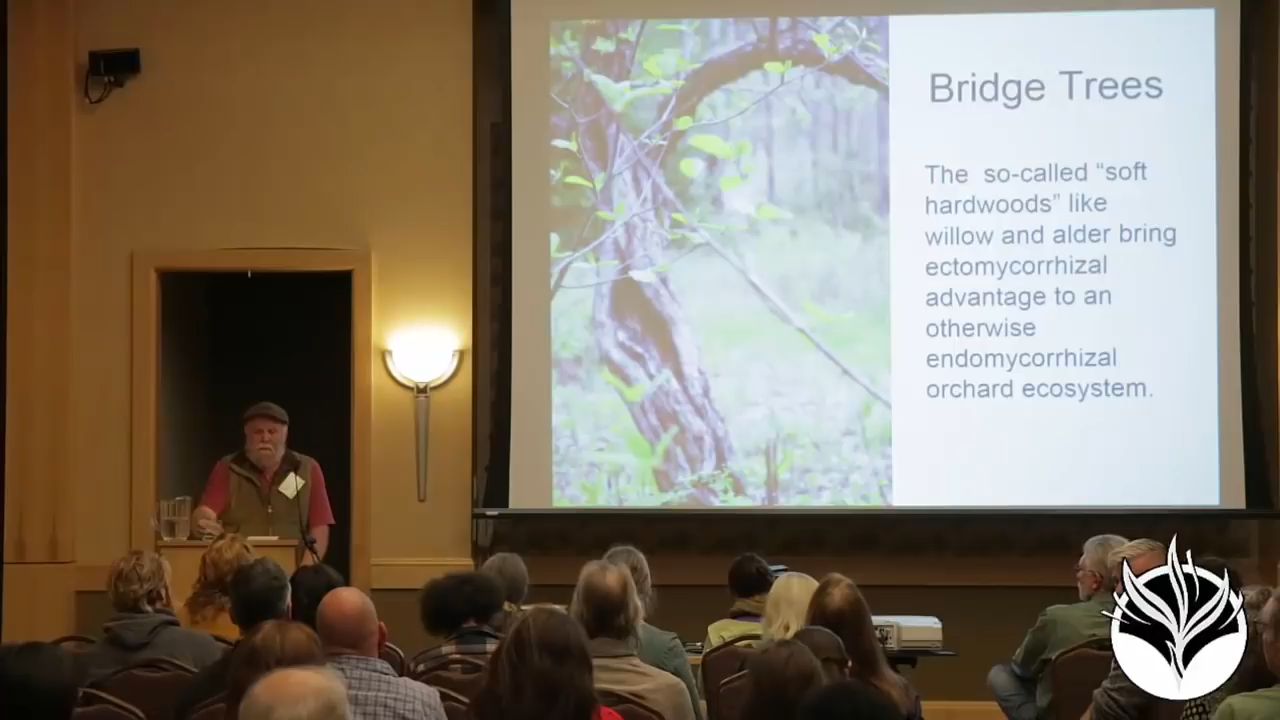 Bridge Trees
The so-called “soft
hardwoods” like
willow and alder bring
ectomycorrhizal
advantage to an
otherwise
endomycorrhizal
orchard ecosystem.